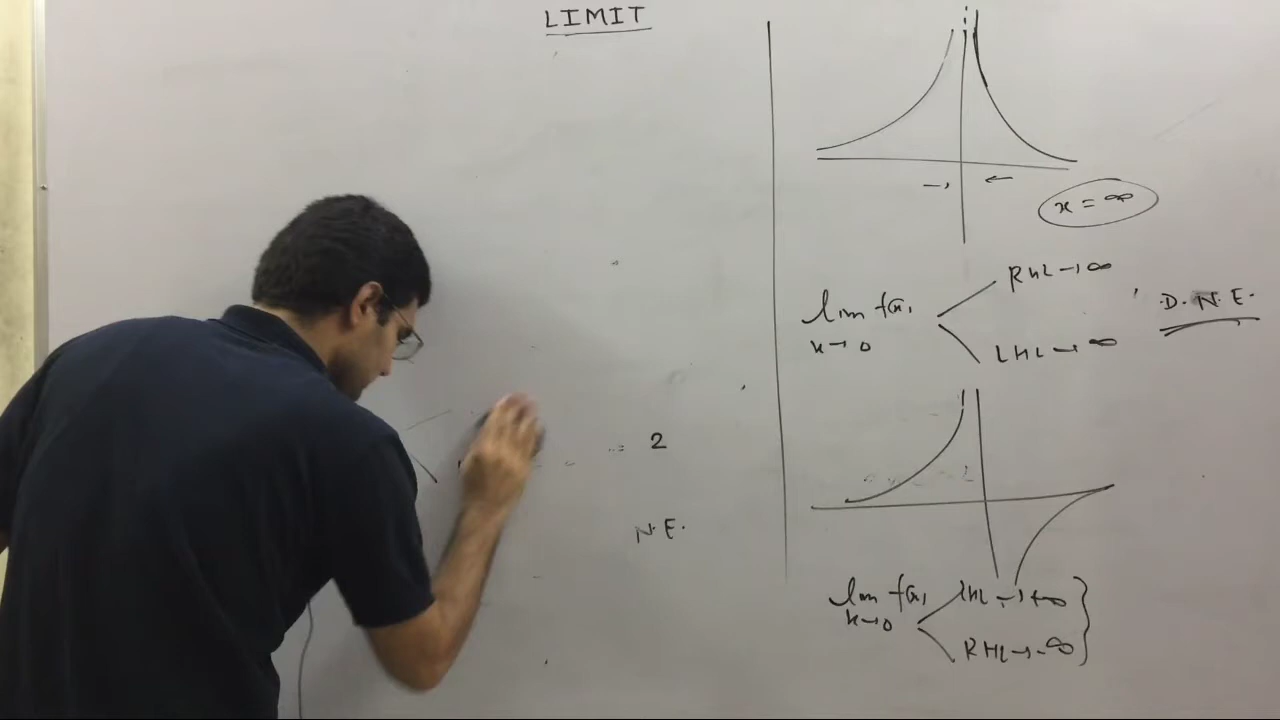 LIMIT
= 2
N.E.
x = ∞
lim f(x)
x→0
RHL → ∞
LHL → ∞
D.N.E.
lim f(x)
x→0
LHL → +∞
RHL → -∞